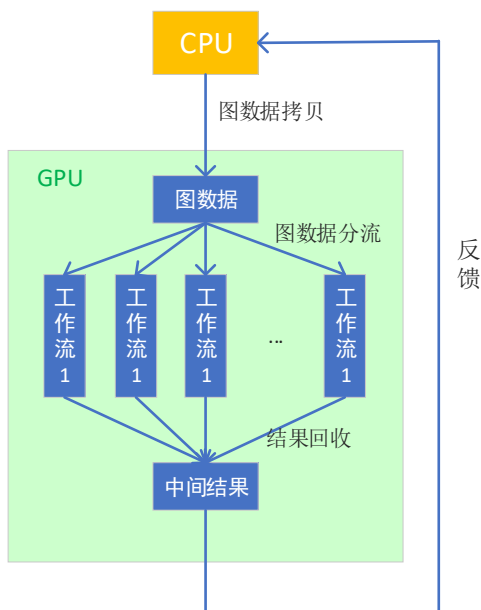 CPU
图数据拷贝
GPU
图数据
图数据分流
反馈
工作流1
工作流1
工作流1
...
工作流1
结果回收
中间结果